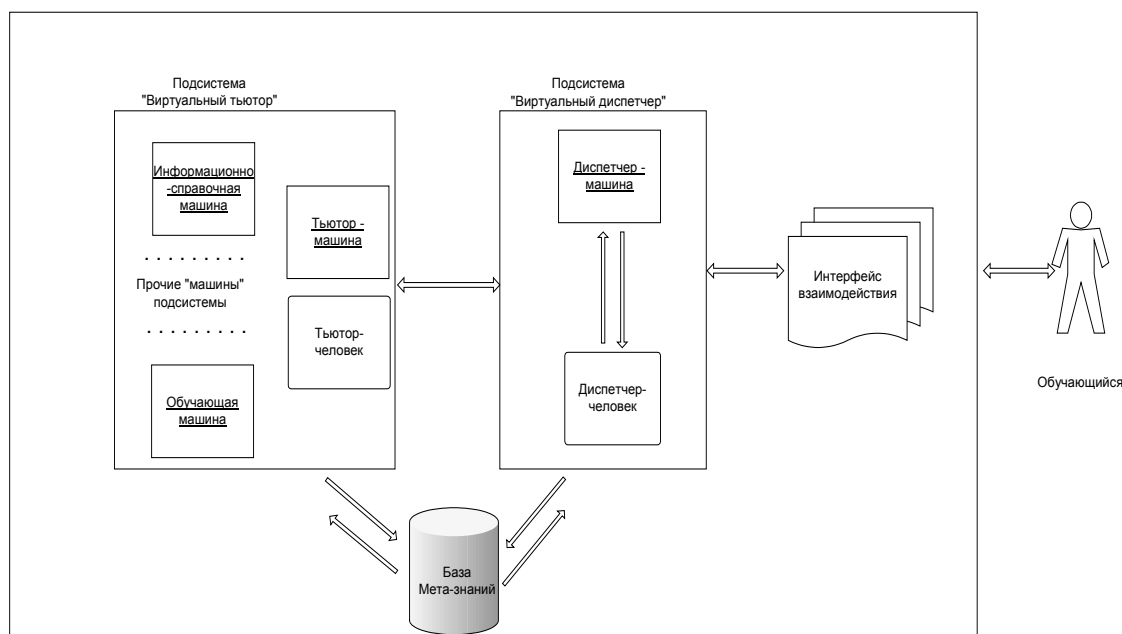 Подсистема
"Виртуальный тьютор"
Информационно
-справочная
машина
. . . . . . . . .
Прочие "машины"
подсистемы
. . . . . . . . .
Обучающая
машина
Тьютор -
машина
Тьютор-
человек
Подсистема
"Виртуальный диспетчер"
Диспетчер -
машина
Диспетчер-
человек
Интерфейс
взаимодействия
Обучающийся
База
Мета-знаний